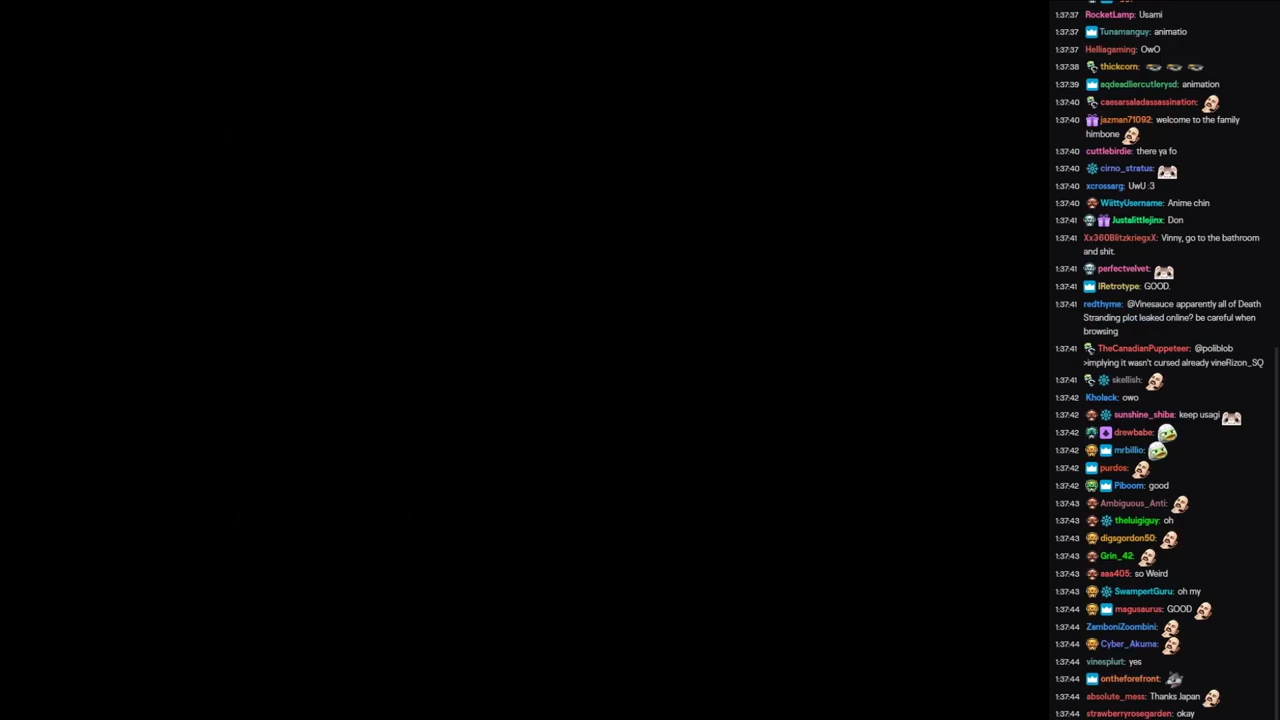 1:37:37 RocketLamp: Usami
1:37:37 Tunamanguy: animatio
1:37:37 Helliagaming: OwO
1:37:38 thickcorn:
1:37:39 aqdeadliercutlerysd: animation
1:37:40 caesarsaladassassination:
1:37:40 jazman71092: welcome to the family
himbone
1:37:40 cuttlebirdie: there ya fo
1:37:40 cirno_stratus:
1:37:40 xcrossarg: UwU :3
1:37:40 WiittyUsername: Anime chin
1:37:41 Justalittlejinx: Don
1:37:41 Xx360BlitzkriegxX: Vinny, go to the bathroom
and shit.
1:37:41 perfectvelvet:
1:37:41 IRetrotype: GOOD.
1:37:41 redthyme: @Vinesauce apparently all of Death
Stranding plot leaked online? be careful when
browsing
1:37:41 TheCanadianPuppeteer: @poliblob
>implying it wasn't cursed already vineRizon_SQ
1:37:41 skellish:
1:37:42 Kholack: owo
1:37:42 sunshine_shiba: keep usagi
1:37:42 drewbabe:
1:37:42 mrbillio:
1:37:42 purdos:
1:37:42 Piboom: good
1:37:43 Ambiguous_Anti:
1:37:43 theluigiguy: oh
1:37:43 digsgordon50:
1:37:43 Grin_42:
1:37:43 aaa405: so Weird
1:37:43 SwampertGuru: oh my
1:37:44 magusaurus: GOOD
1:37:44 ZamboniZoombini:
1:37:44 Cyber_Akuma:
1:37:44 vinesplurt: yes
1:37:44 ontheforefront:
1:37:44 absolute_mess: Thanks Japan
1:37:44 strawberryrosegarden: okay